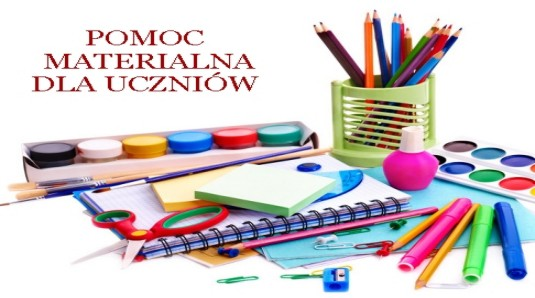 POMOC
MATERIALNA
DLA UCZNIÓW